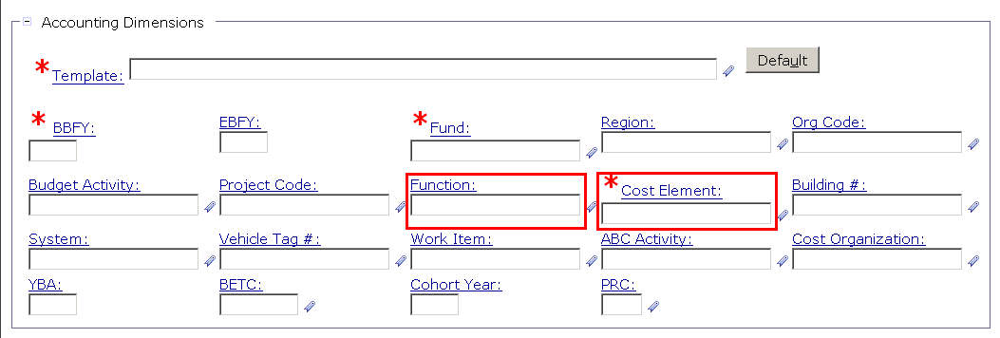 Accounting Dimensions
* Template: Default
* BBFY: EBFY: * Fund: Region: Org Code:
Budget Activity: Project Code: Function: * Cost Element: Building #:
System: Vehicle Tag #: Work Item: ABC Activity: Cost Organization:
YBA: BETC: Cohort Year: PRC: